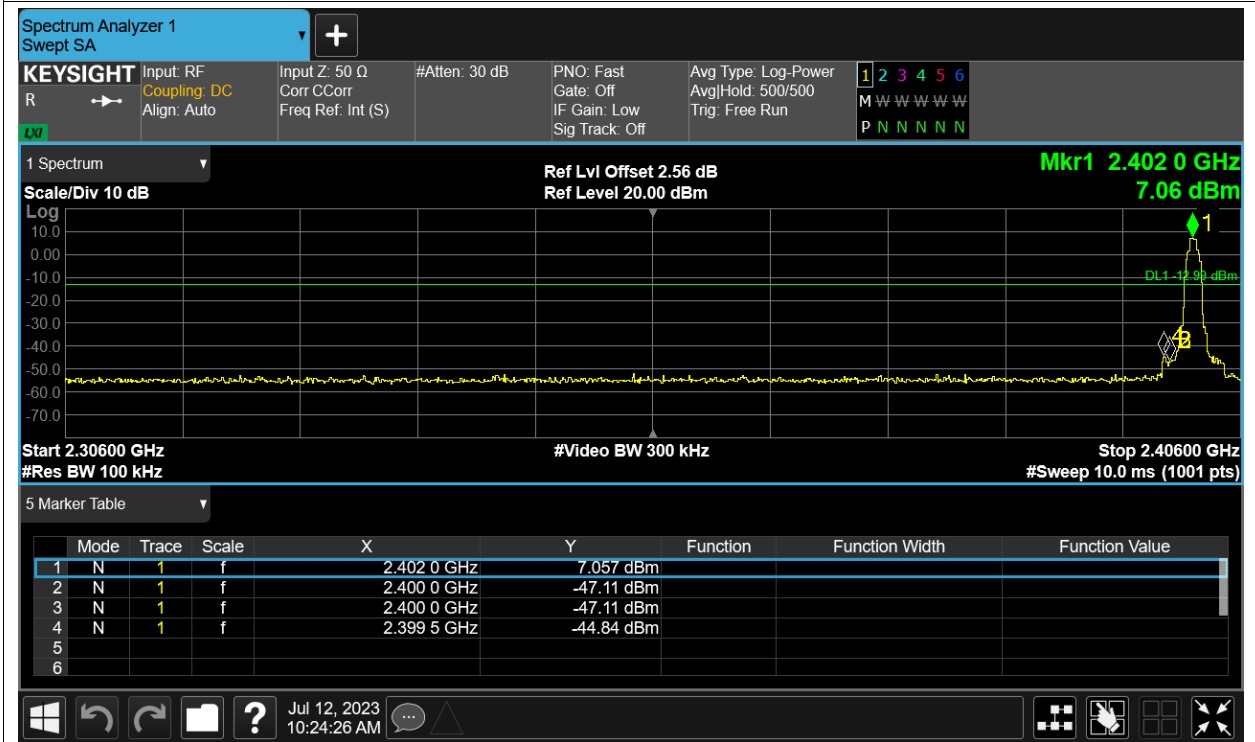 Spectrum Analyzer 1
Swept SA
+
KEYSIGHT Input: RF Input Z: 50 Ω #Atten: 30 dB PNO: Fast Avg Type: Log-Power 1 2 3 4 5 6
R Coupling: DC Corr CCorr Gate: Off Avg|Hold: 500/500 M W W W W W
Align: Auto Freq Ref: Int (S) IF Gain: Low Trig: Free Run
LXI Sig Track: Off P N N N N N
1 Spectrum Ref Lvl Offset 2.56 dB Mkr1 2.402 0 GHz
Scale/Div 10 dB Ref Level 20.00 dBm 7.06 dBm
Log
10.0 1
0.00
-10.0 DL1 -12.99 dBm
-20.0
-30.0
-40.0
-50.0
-60.0
-70.0
Start 2.30600 GHz #Video BW 300 kHz Stop 2.40600 GHz
#Res BW 100 kHz #Sweep 10.0 ms (1001 pts)
5 Marker Table
Mode Trace Scale X Y Function Function Width Function Value
1 N 1 f 2.402 0 GHz 7.057 dBm
2 N 1 f 2.400 0 GHz -47.11 dBm
3 N 1 f 2.400 0 GHz -47.11 dBm
4 N 1 f 2.399 5 GHz -44.84 dBm
5
6
? Jul 12, 2023
10:24:26 AM